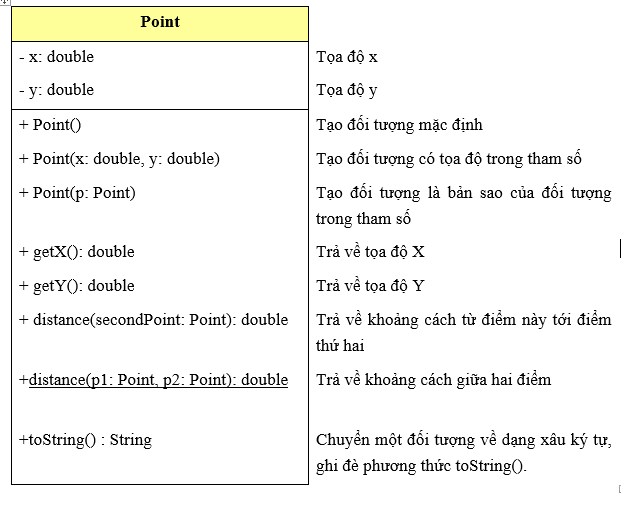 Point
- x: double
Tọa độ x
- y: double
Tọa độ y
+ Point()
Tạo đối tượng mặc định
+ Point(x: double, y: double)
Tạo đối tượng có tọa độ trong tham số
+ Point(p: Point)
Tạo đối tượng là bản sao của đối tượng
trong tham số
+ getX(): double
Trả về tọa độ X
+ getY(): double
Trả về tọa độ Y
+ distance(secondPoint: Point): double
Trả về khoảng cách từ điểm này tới điểm
thứ hai
+distance(p1: Point, p2: Point): double
Trả về khoảng cách giữa hai điểm
+toString() : String
Chuyển một đối tượng về dạng xâu ký tự,
ghi đè phương thức toString().